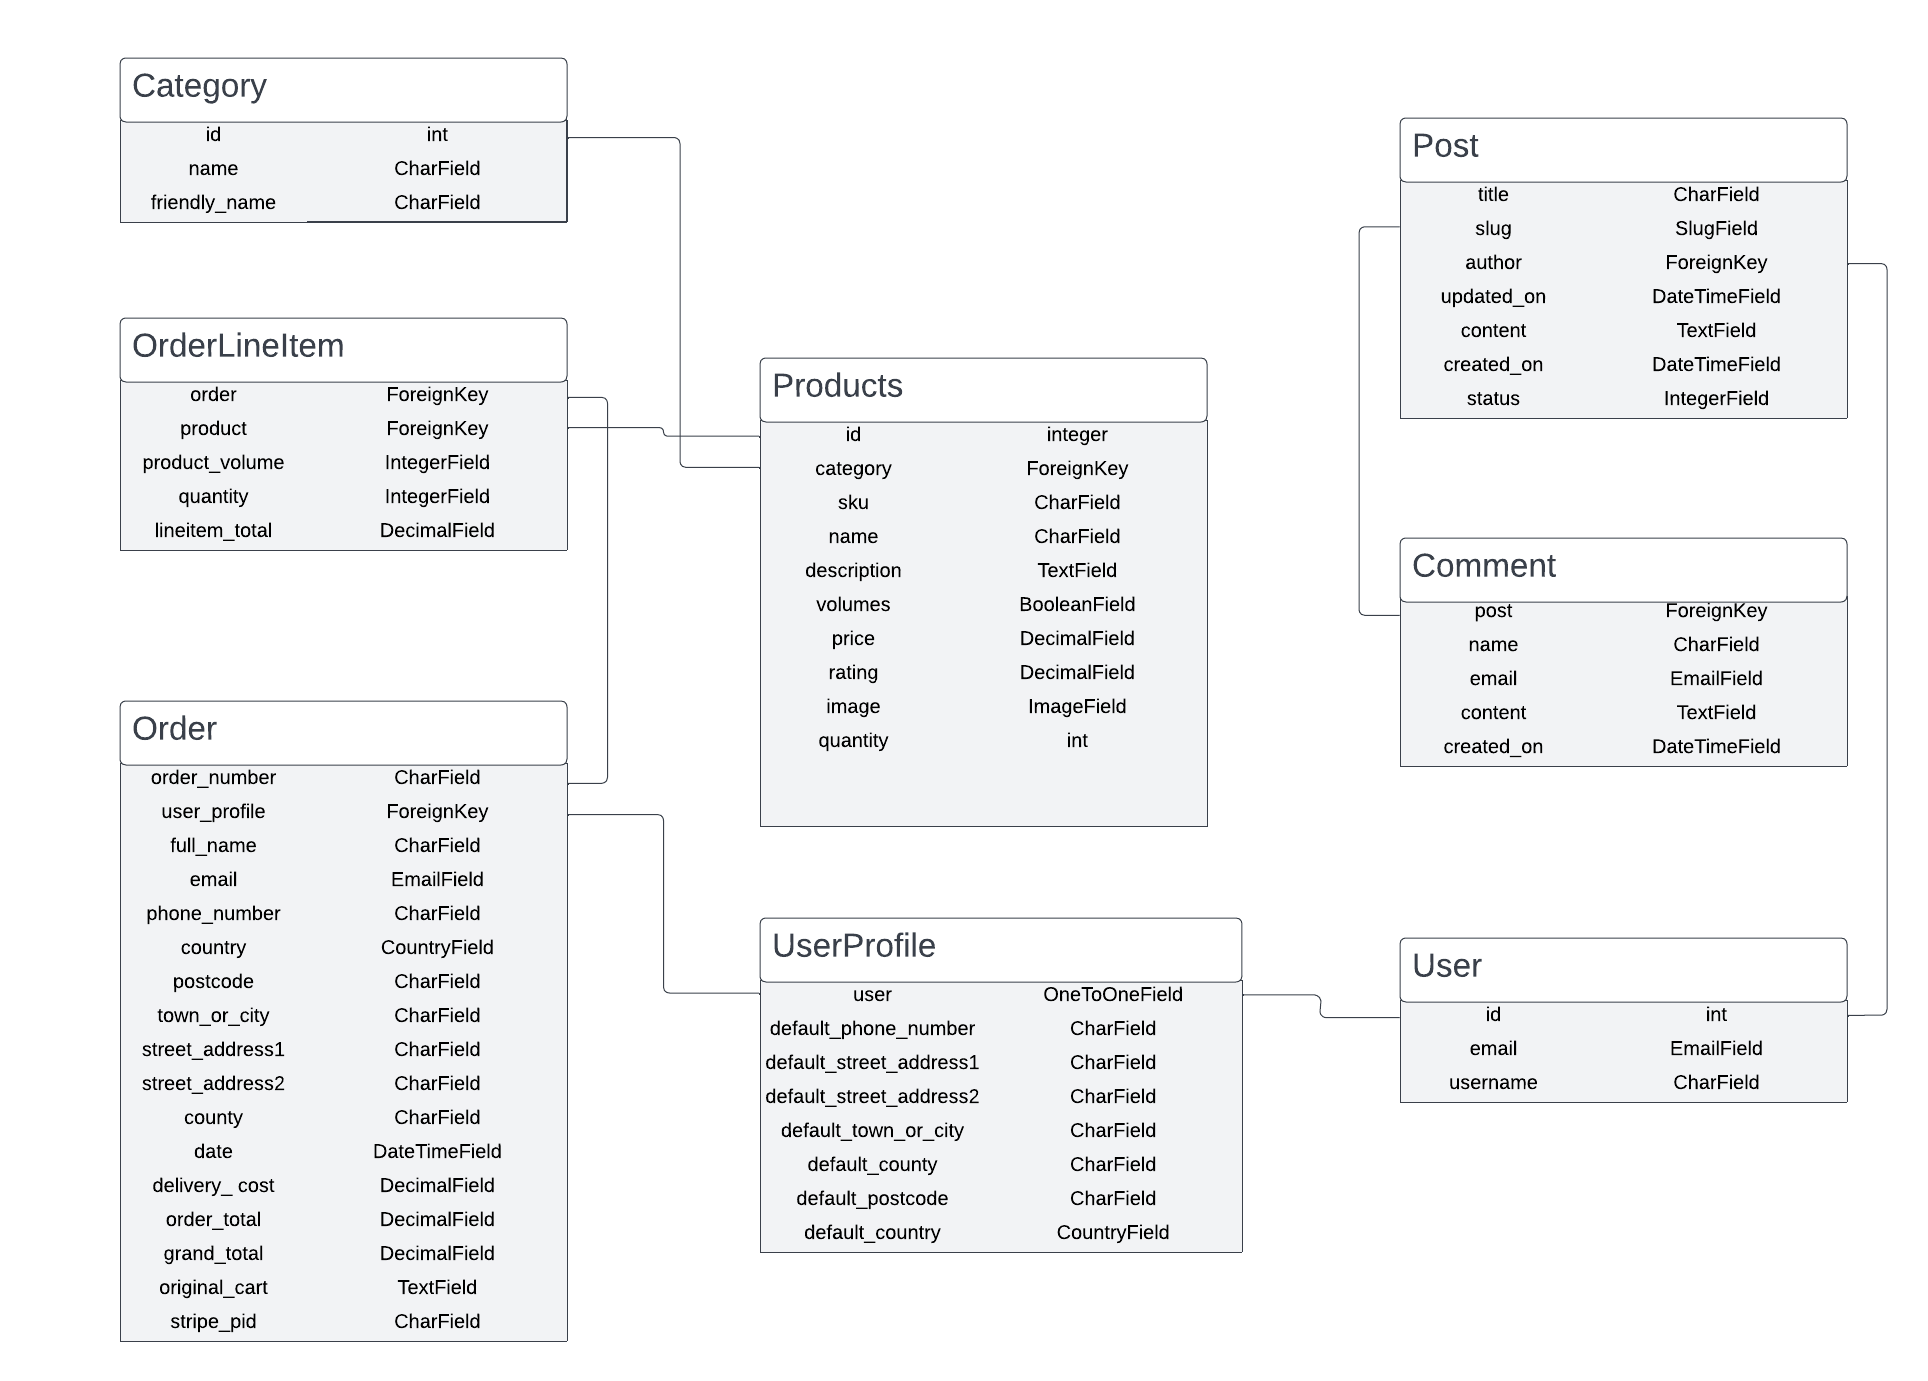 Category
id int
name CharField
friendly_name CharField
OrderLineItem
order ForeignKey
product ForeignKey
product_volume IntegerField
quantity IntegerField
lineitem_total DecimalField
Order
order_number CharField
user_profile ForeignKey
full_name CharField
email EmailField
phone_number CharField
country CountryField
postcode CharField
town_or_city CharField
street_address1 CharField
street_address2 CharField
county CharField
date DateTimeField
delivery_ cost DecimalField
order_total DecimalField
grand_total DecimalField
original_cart TextField
stripe_pid CharField
Products
id integer
category ForeignKey
sku CharField
name CharField
description TextField
volumes BooleanField
price DecimalField
rating DecimalField
image ImageField
quantity int
UserProfile
user OneToOneField
default_phone_number CharField
default_street_address1 CharField
default_street_address2 CharField
default_town_or_city CharField
default_county CharField
default_postcode CharField
default_country CountryField
Post
title CharField
slug SlugField
author ForeignKey
updated_on DateTimeField
content TextField
created_on DateTimeField
status IntegerField
Comment
post ForeignKey
name CharField
email EmailField
content TextField
created_on DateTimeField
User
id int
email EmailField
username CharField